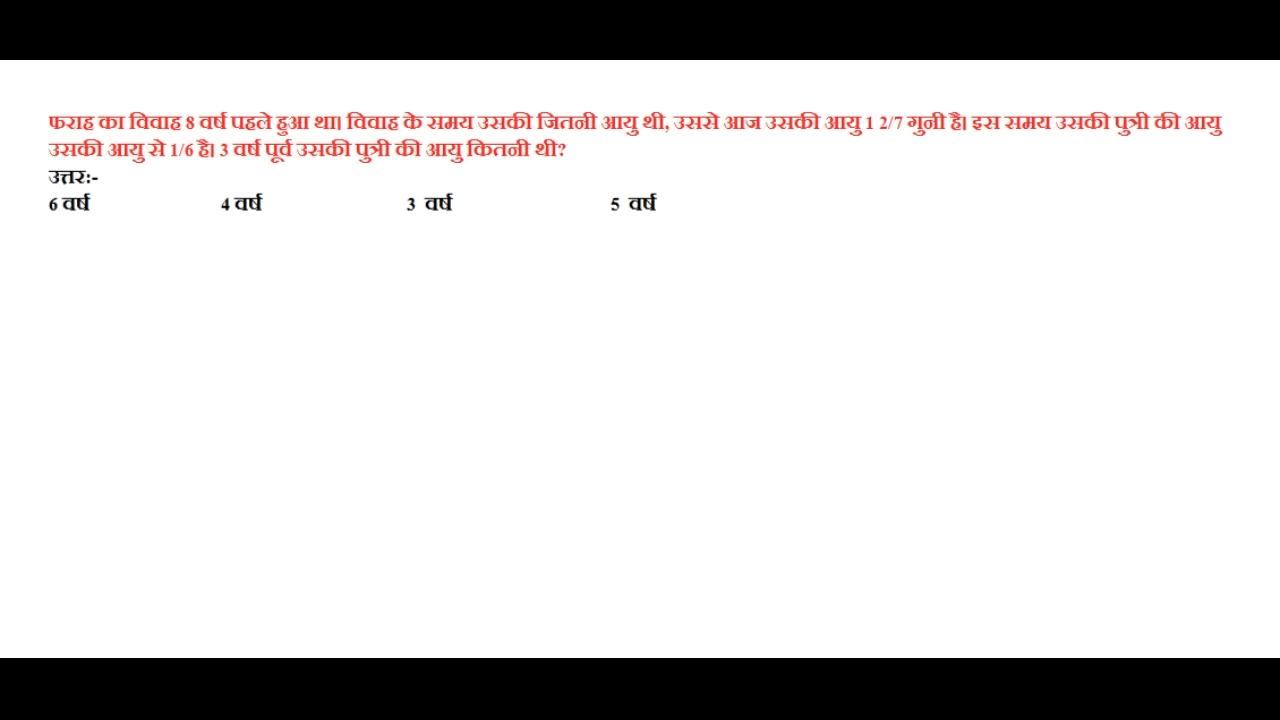 फराह का विवाह 8 वर्ष पहले हुआ था। विवाह के समय उसकी जितनी आयु थी, उससे आज उसकी आयु 1 2/7 गुनी है। इस समय उसकी पुत्री की आयु
उसकी आयु से 1/6 है। 3 वर्ष पूर्व उसकी पुत्री की आयु कितनी थी?
उत्तर:-
6 वर्ष 4 वर्ष 3 वर्ष 5 वर्ष